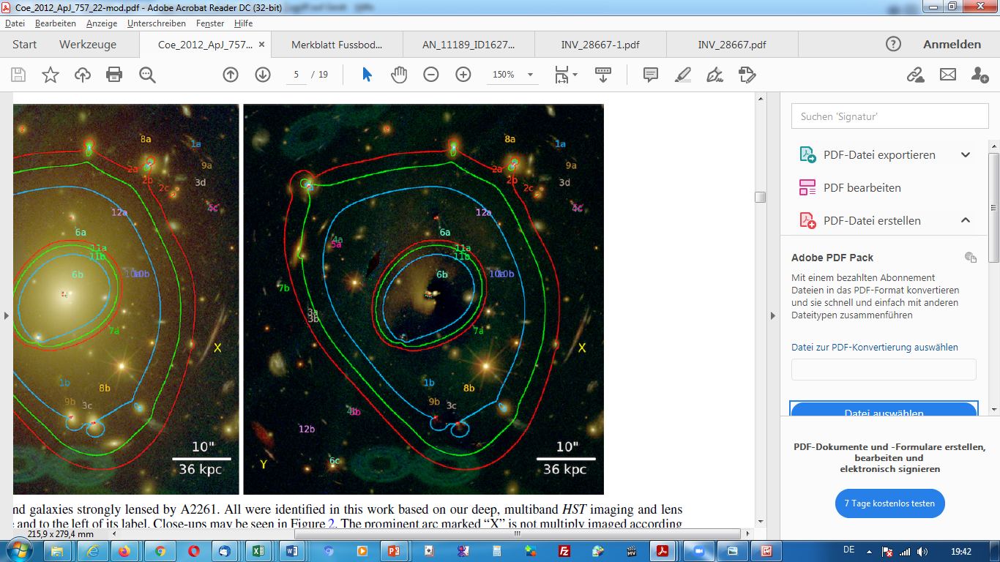 Coe_2012_ApJ_757_22-mod.pdf - Adobe Acrobat Reader DC (32-bit)
Datei Bearbeiten Anzeige Unterschreiben Fenster Hilfe
Start Werkzeuge Coe_2012_ApJ_757... × Merkblatt Fussbod... AN_11189_ID1627... INV_28667-1.pdf INV_28667.pdf Anmelden
5 / 19 150%
8a 1a
2a 9a
2b
2c 3d
4c
12a
6a
11a
11b
6b 10a 10b
7a
X
1b
8b
9b 3c
10"
36 kpc
8a 1a
2a 9a
2b
2c 3d
4c
12a
6a
4a
5a 11a
11b
6b 10a 10b
7b
3a
3b
7a
X
1b
8b
9b 3c
5b
12b
Y 6c
10"
36 kpc
nd galaxies strongly lensed by A2261. All were identified in this work based on our deep, multiband HST imaging and lens
and to the left of its label. Close-ups may be seen in Figure 2. The prominent arc marked “X” is not multiply imaged according
215,9 x 279,4 mm
Suchen 'Signatur'
PDF-Datei exportieren
PDF bearbeiten
PDF-Datei erstellen
Adobe PDF Pack
Mit einem bezahlten Abonnement
Dateien in das PDF-Format konvertieren
und sie schnell und einfach mit anderen
Dateitypen zusammenführen
Datei zur PDF-Konvertierung auswählen
Datei auswählen
PDF-Dokumente und -Formulare erstellen,
bearbeiten und
elektronisch signieren
7 Tage kostenlos testen
DE 19:42